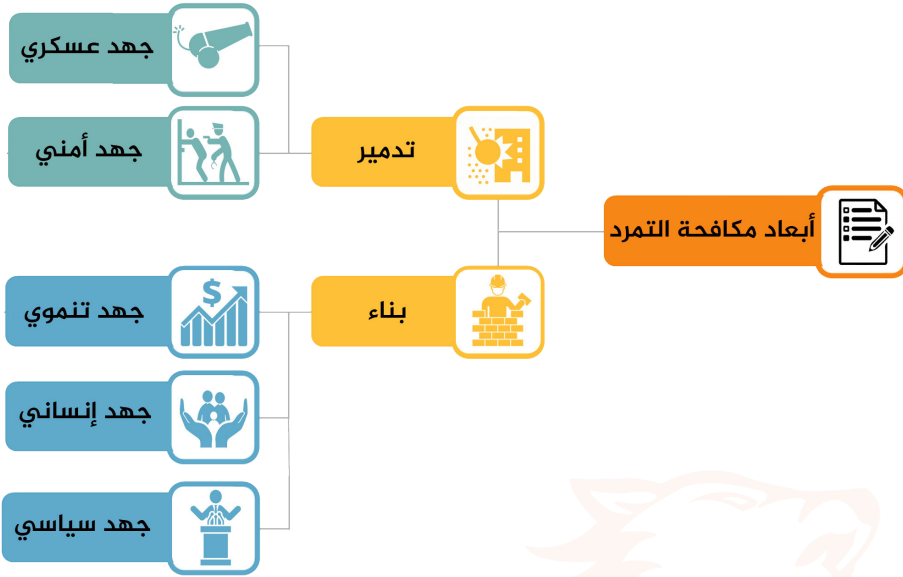 أبعاد مكافحة التمرد
تدمير
جهد عسكري
جهد أمني
بناء
جهد تنموي
جهد إنساني
جهد سياسي